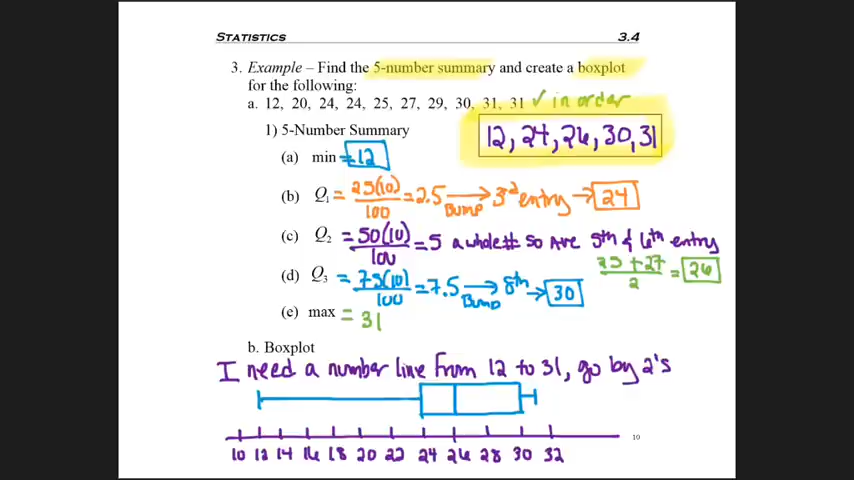 STATISTICS 3.4
3. Example – Find the 5-number summary and create a boxplot
for the following:
a. 12, 20, 24, 24, 25, 27, 29, 30, 31, 31 ✓ in order
12, 24, 26, 30, 31
1) 5-Number Summary
(a) min = 12
(b) Q1 = 25(10)/100 = 2.5 → Bump 3rd entry → 24
(c) Q2 = 50(10)/100 = 5 a whole# so Ave 5th & 6th entry
25 + 27/2 = 26
(d) Q3 = 75(10)/100 = 7.5 → Bump 8th → 30
(e) max = 31
b. Boxplot
I need a number line from 12 to 31, go by 2's
10 12 14 16 18 20 22 24 26 28 30 32
10